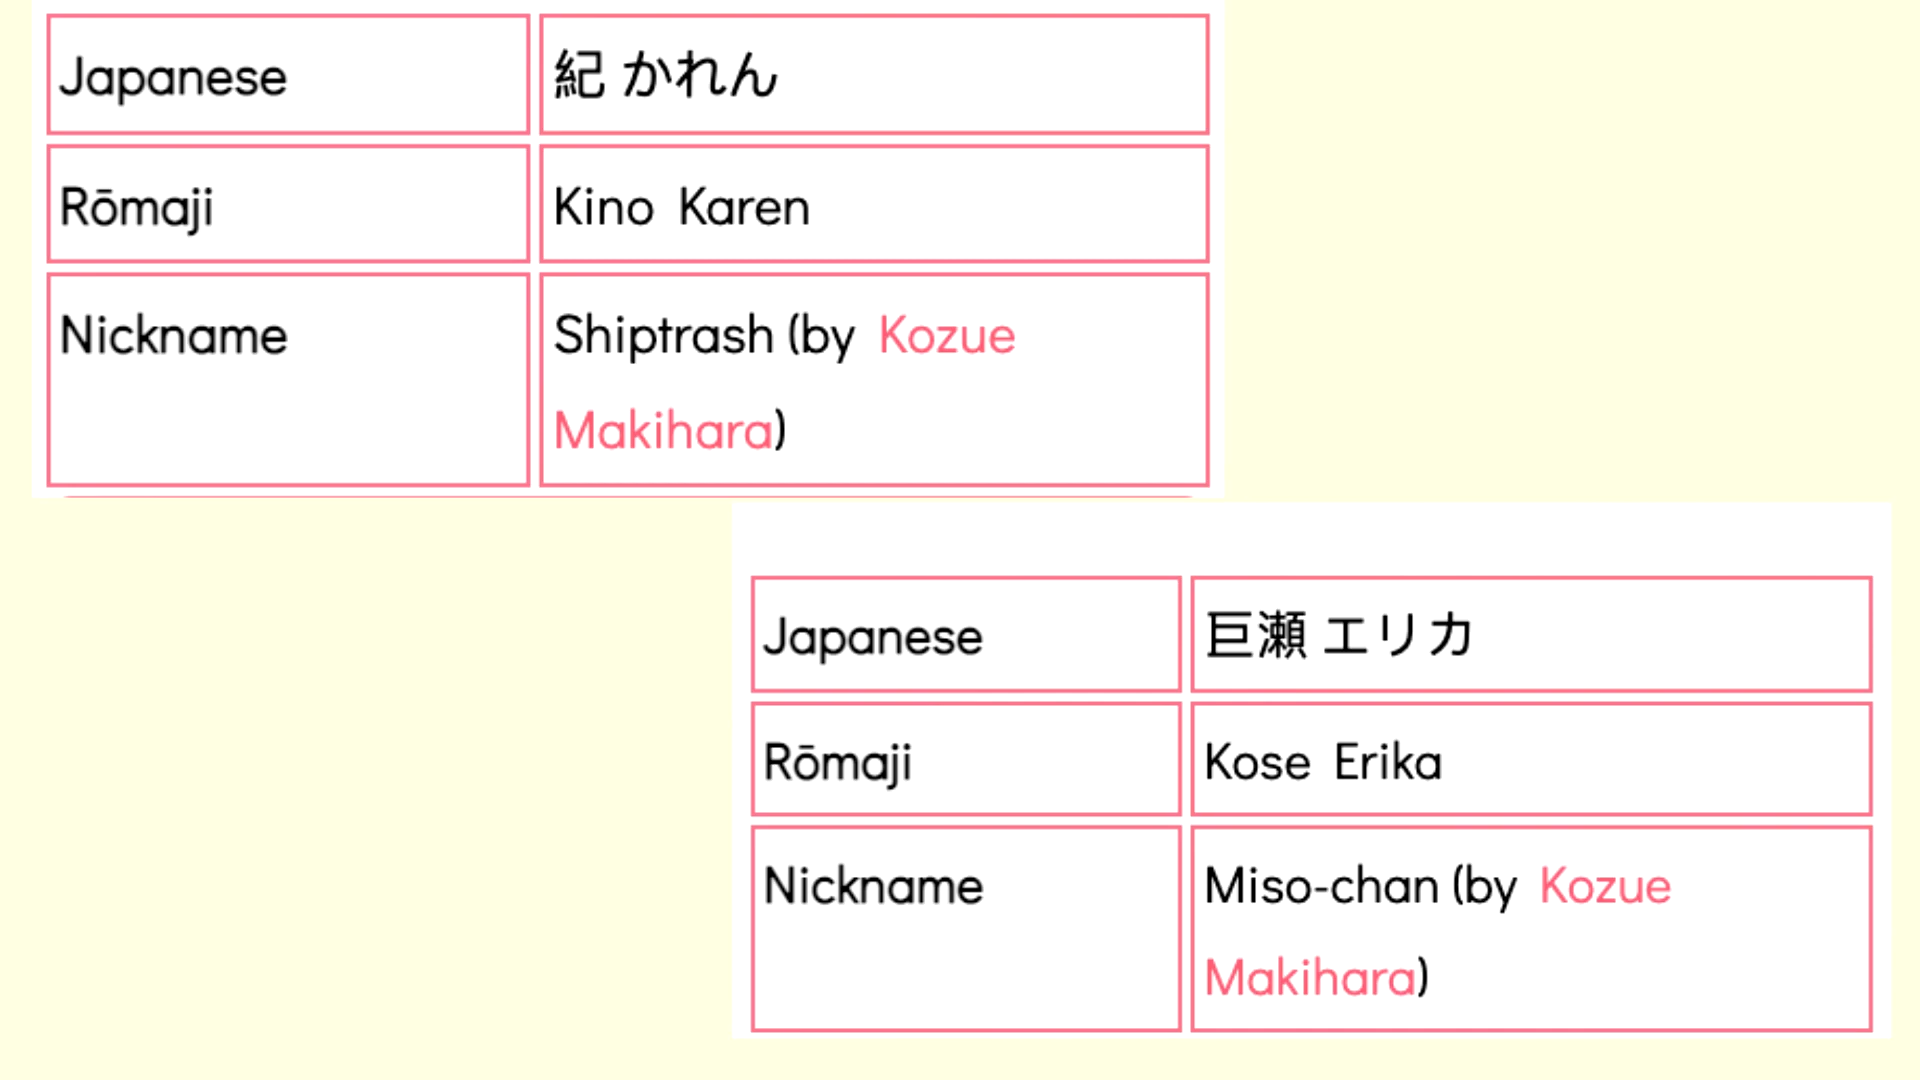 Japanese 紀 かれん
Rōmaji Kino Karen
Nickname Shiptrash (by Kozue
Makihara)
Japanese 巨瀬 エリカ
Rōmaji Kose Erika
Nickname Miso-chan (by Kozue
Makihara)